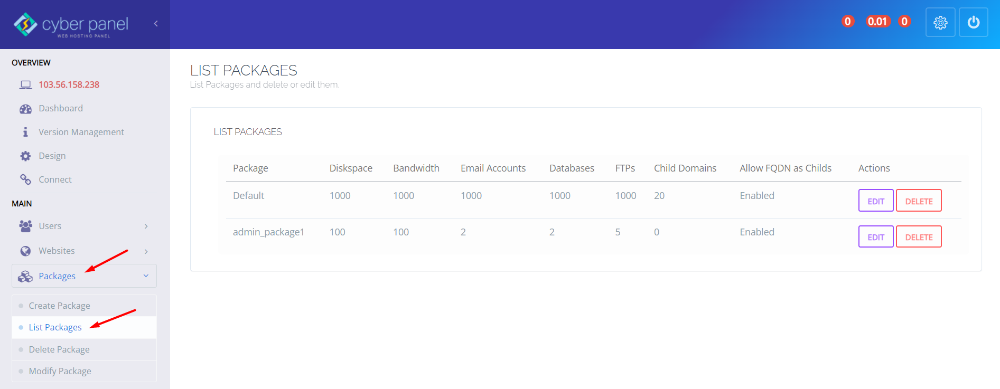 cyber panel
WEB HOSTING PANEL
0 0.01 0
OVERVIEW
103.56.158.238
Dashboard
Version Management
Design
Connect
MAIN
Users
Websites
Packages
Create Package
List Packages
Delete Package
Modify Package
LIST PACKAGES
List Packages and delete or edit them.
LIST PACKAGES
Package Diskspace Bandwidth Email Accounts Databases FTPs Child Domains Allow FQDN as Childs Actions
Default 1000 1000 1000 1000 1000 20 Enabled EDIT DELETE
admin_package1 100 100 2 2 5 0 Enabled EDIT DELETE